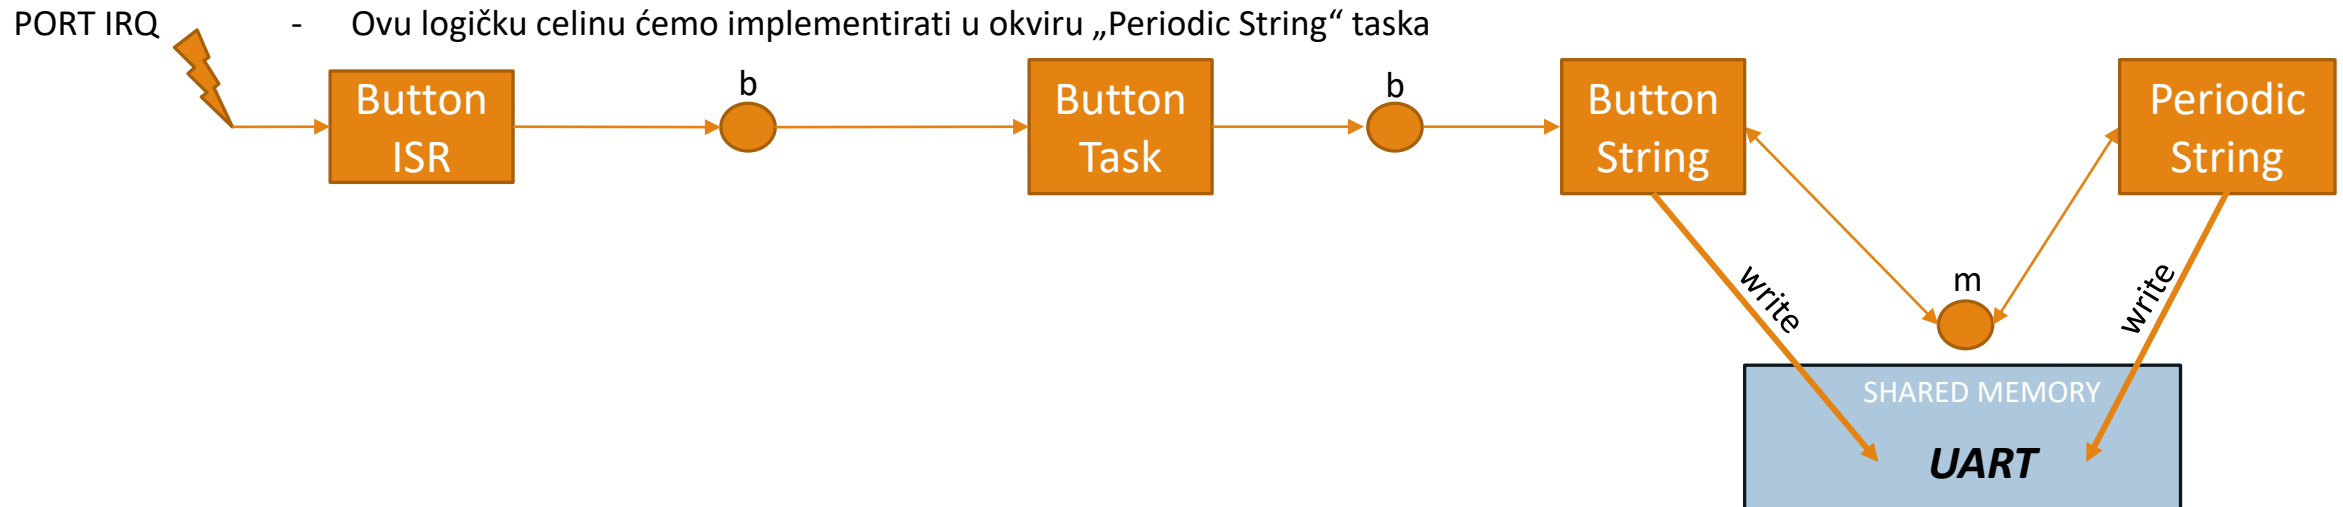 PORT IRQ - Ovu logičku celinu ćemo implementirati u okviru „Periodic String“ taska
Button
ISR
b
Button
Task
b
Button
String
Periodic
String
write
m
write
SHARED MEMORY
UART